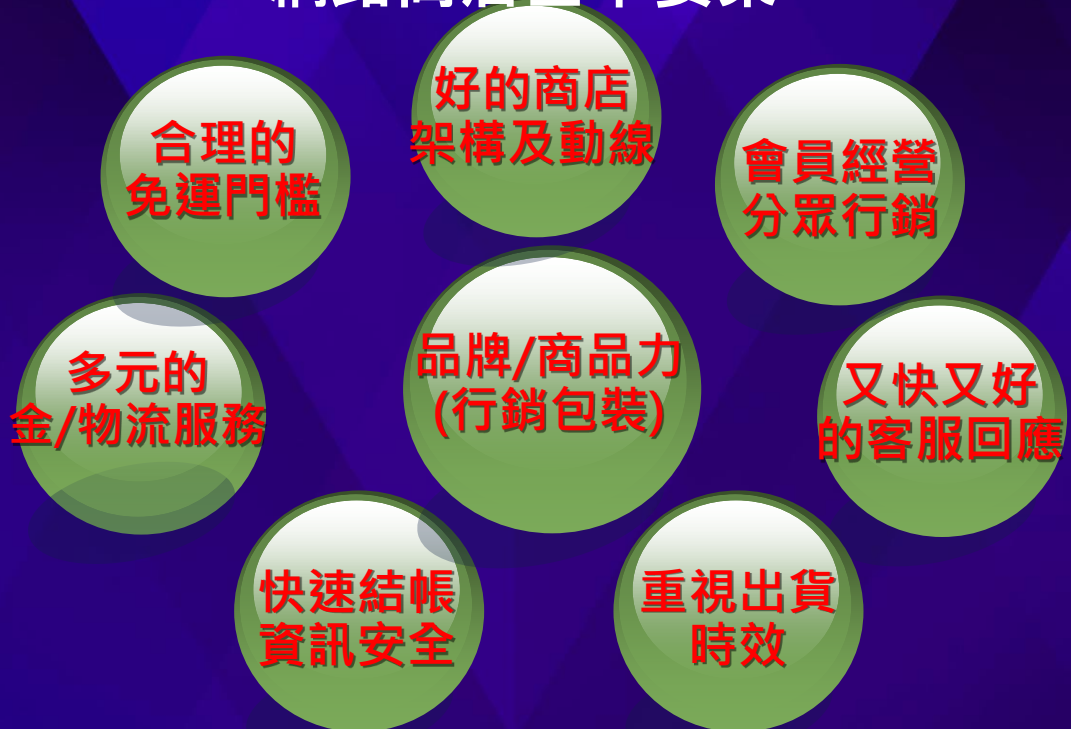 好的商店
架構及動線
合理的
免運門檻
會員經營
分眾行銷
多元的
金/物流服務
品牌/商品力
(行銷包裝)
又快又好
的客服回應
快速結帳
資訊安全
重視出貨
時效